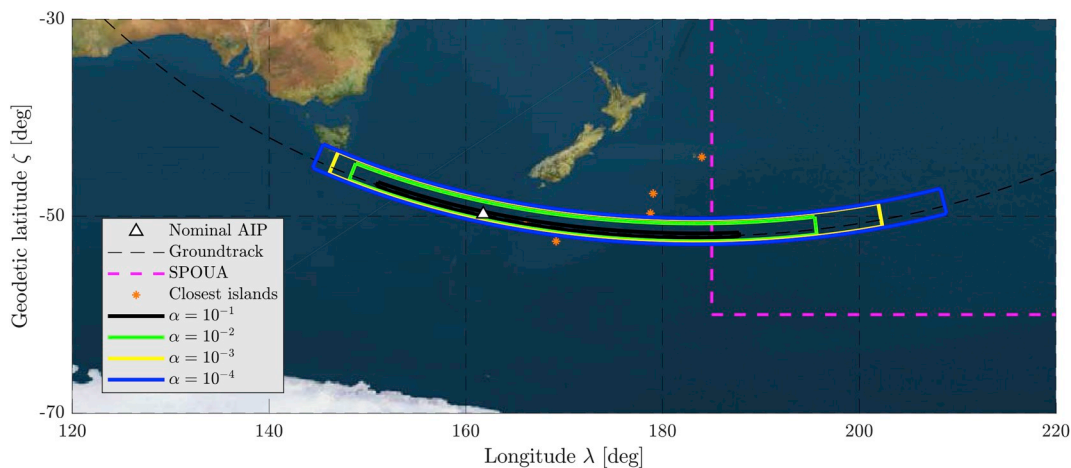 -30
-40
-50
-70
Geodetic latitude ζ [deg]
Nominal AIP
Groundtrack
SPOUA
Closest islands
α = 10⁻¹
α = 10⁻²
α = 10⁻³
α = 10⁻⁴
120
140
160
180
200
220
Longitude λ [deg]